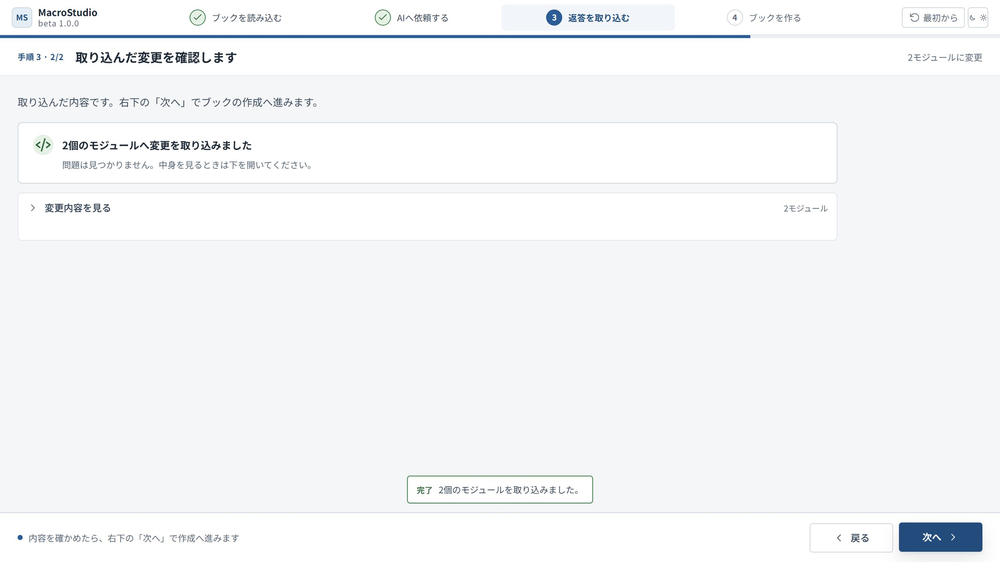 MS
MacroStudio
beta 1.0.0
ブックを読み込む
AIへ依頼する
3 返答を取り込む
4 ブックを作る
最初から
手順 3 · 2/2
取り込んだ変更を確認します
2モジュールに変更
取り込んだ内容です。右下の「次へ」でブックの作成へ進みます。
</> 2個のモジュールへ変更を取り込みました
問題は見つかりません。中身を見るときは下を開いてください。
変更内容を見る
2モジュール
完了 2個のモジュールを取り込みました。
内容を確かめたら、右下の「次へ」で作成へ進みます
戻る
次へ